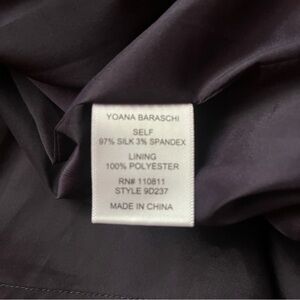 YOANA BARASCHI
SELF
97% SILK 3% SPANDEX
LINING
100% POLYESTER
RN# 110811
STYLE 9D237
MADE IN CHINA